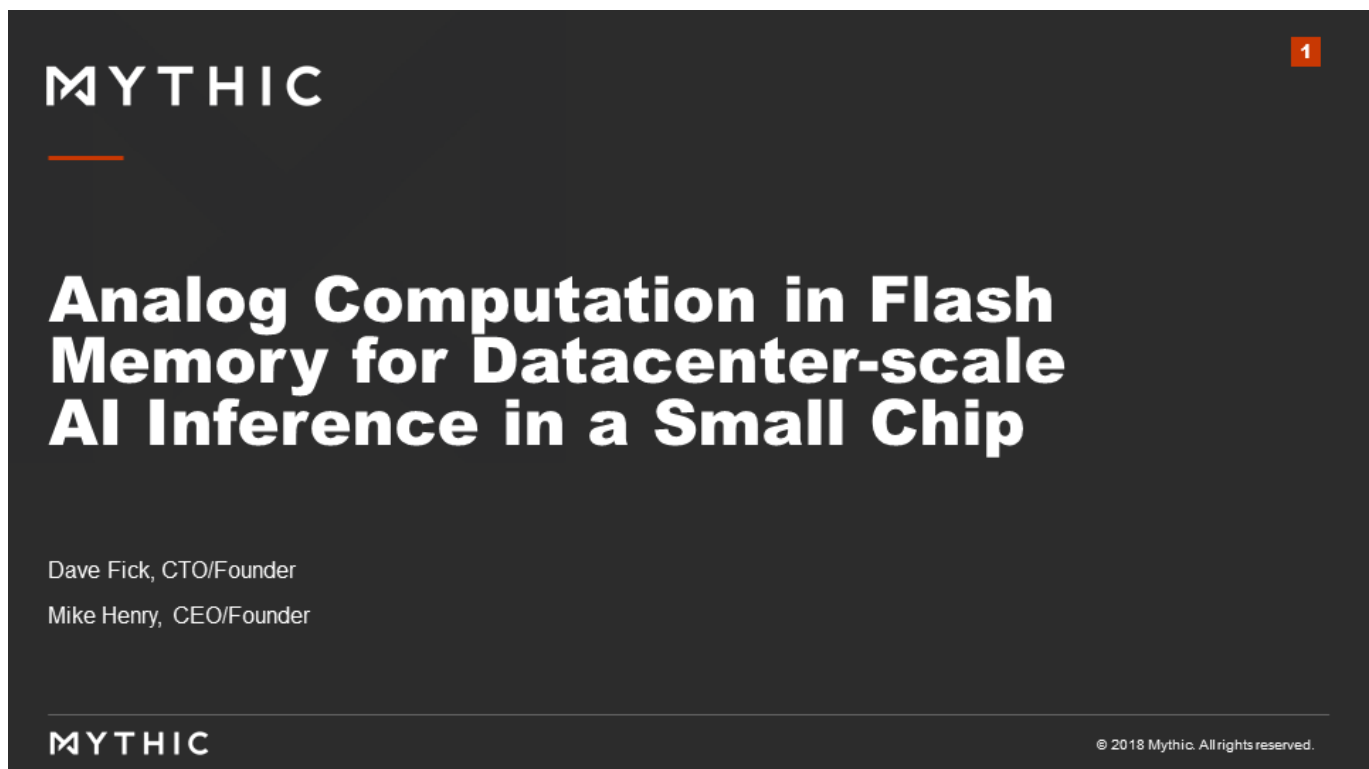 MYTHIC
1
Analog Computation in Flash
Memory for Datacenter-scale
AI Inference in a Small Chip
Dave Fick, CTO/Founder
Mike Henry, CEO/Founder
MYTHIC
© 2018 Mythic. All rights reserved.